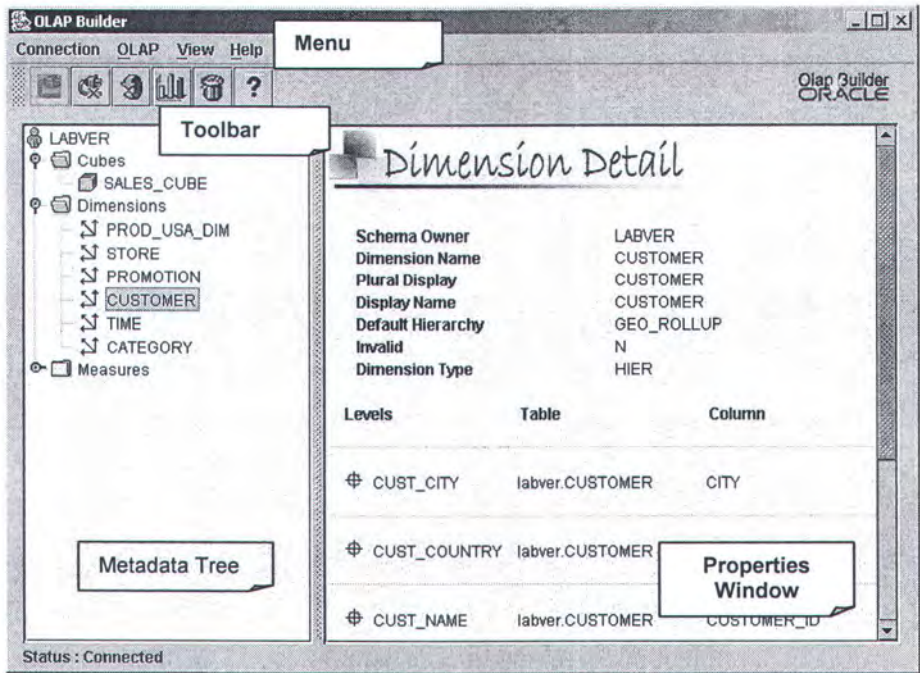 OLAP Builder
Connection OLAP View Help
Menu
Olap Builder
ORACLE
?
Toolbar
LABVER
Cubes
SALES_CUBE
Dimensions
PROD_USA_DIM
STORE
PROMOTION
CUSTOMER
TIME
CATEGORY
Measures
Metadata Tree
Dimension Detail
Schema Owner LABVER
Dimension Name CUSTOMER
Plural Display CUSTOMER
Display Name CUSTOMER
Default Hierarchy GEO_ROLLUP
Invalid N
Dimension Type HIER
Levels Table Column
CUST_CITY labver.CUSTOMER CITY
CUST_COUNTRY labver.CUSTOMER
Properties
Window
CUST_NAME labver.CUSTOMER CUSTOMER_ID
Status : Connected